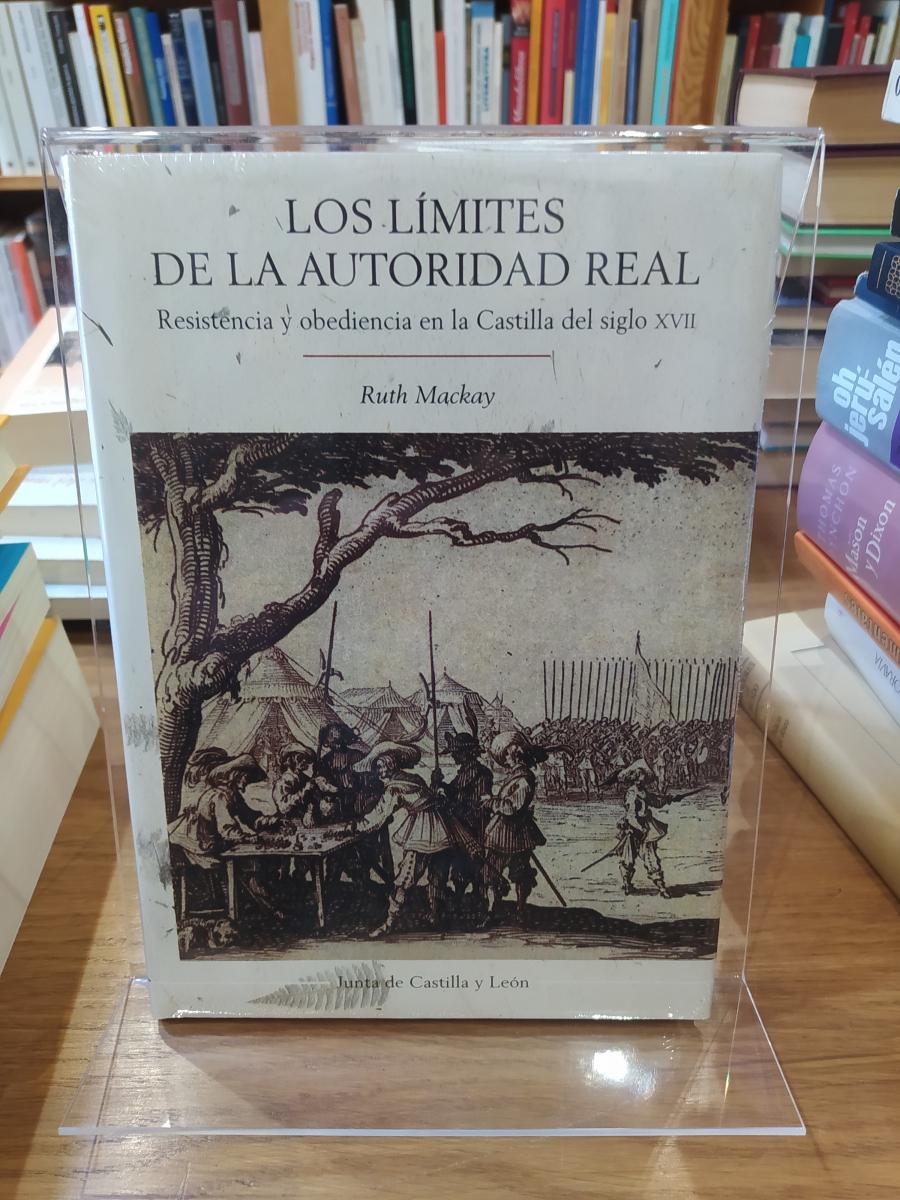 LOS LÍMITES
DE LA AUTORIDAD REAL
Resistencia y obediencia en la Castilla del siglo XVII
Ruth Mackay
Junta de Castilla y León
oh
jeru-
salén
THOMAS
Mason
y Dixon